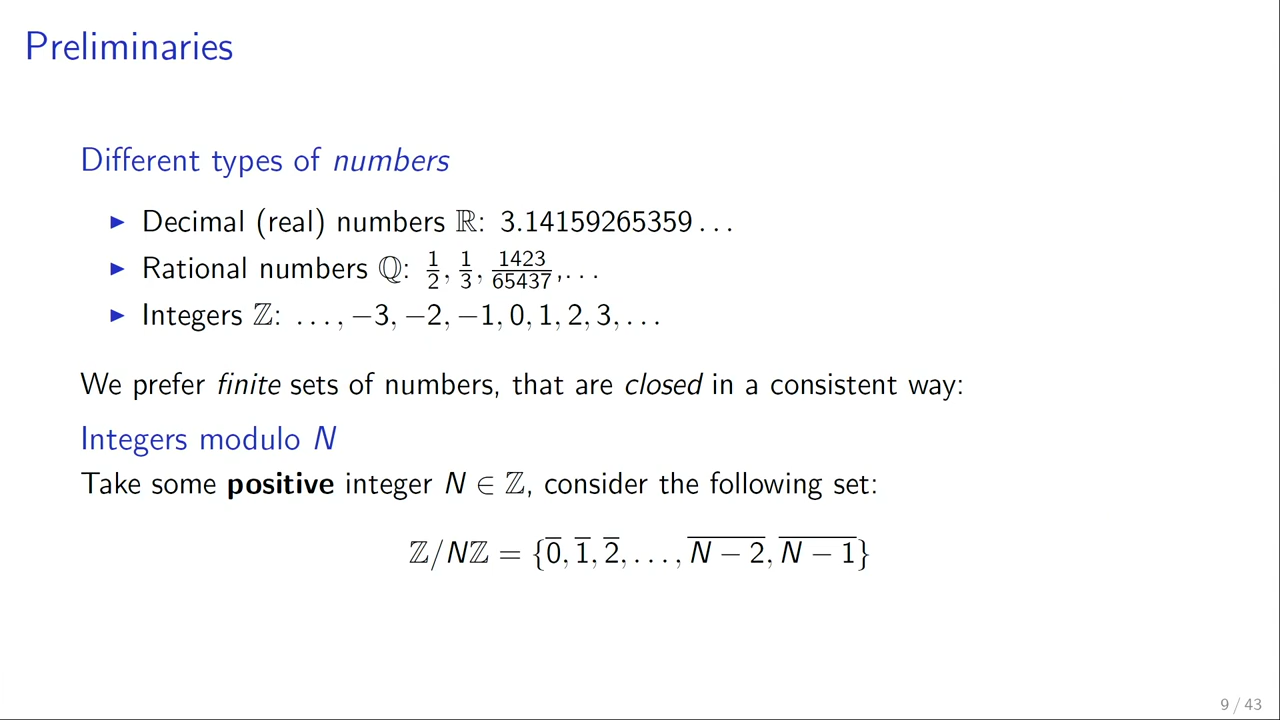 Preliminaries
Different types of numbers
▶ Decimal (real) numbers ℝ: 3.14159265359 . . .
▶ Rational numbers ℚ: 1/2, 1/3, 1423/65437, . . .
▶ Integers ℤ: . . . , −3, −2, −1, 0, 1, 2, 3, . . .
We prefer finite sets of numbers, that are closed in a consistent way:
Integers modulo N
Take some positive integer N ∈ ℤ, consider the following set:
ℤ/Nℤ = {0̅, 1̅, 2̅, . . . , N̅ ̅−̅ ̅2̅, N̅ ̅−̅ ̅1̅}
9 / 43